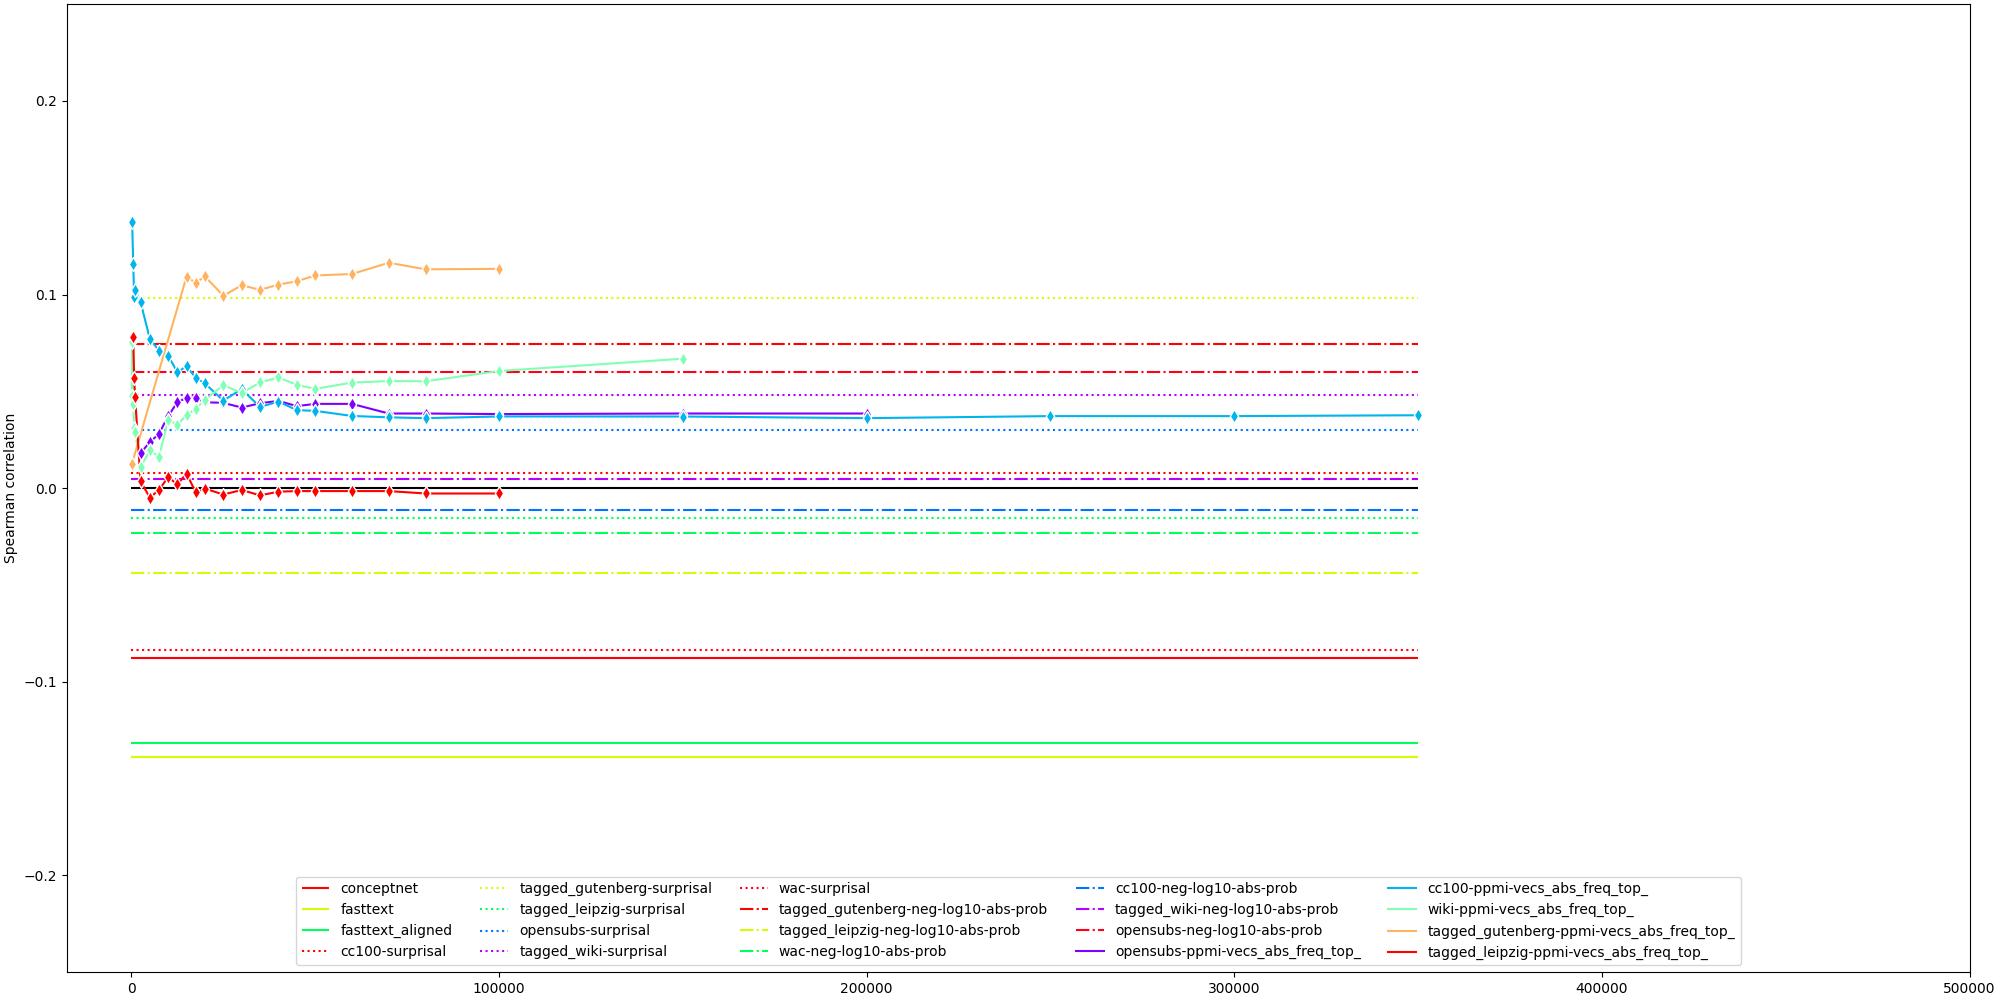 0.2
0.1
0.0
−0.1
−0.2
Spearman correlation
conceptnet
fasttext
fasttext_aligned
cc100-surprisal
tagged_gutenberg-surprisal
tagged_leipzig-surprisal
opensubs-surprisal
tagged_wiki-surprisal
wac-surprisal
tagged_gutenberg-neg-log10-abs-prob
tagged_leipzig-neg-log10-abs-prob
wac-neg-log10-abs-prob
cc100-neg-log10-abs-prob
tagged_wiki-neg-log10-abs-prob
opensubs-neg-log10-abs-prob
opensubs-ppmi-vecs_abs_freq_top_
cc100-ppmi-vecs_abs_freq_top_
wiki-ppmi-vecs_abs_freq_top_
tagged_gutenberg-ppmi-vecs_abs_freq_top_
tagged_leipzig-ppmi-vecs_abs_freq_top_
0 100000 200000 300000 400000 500000